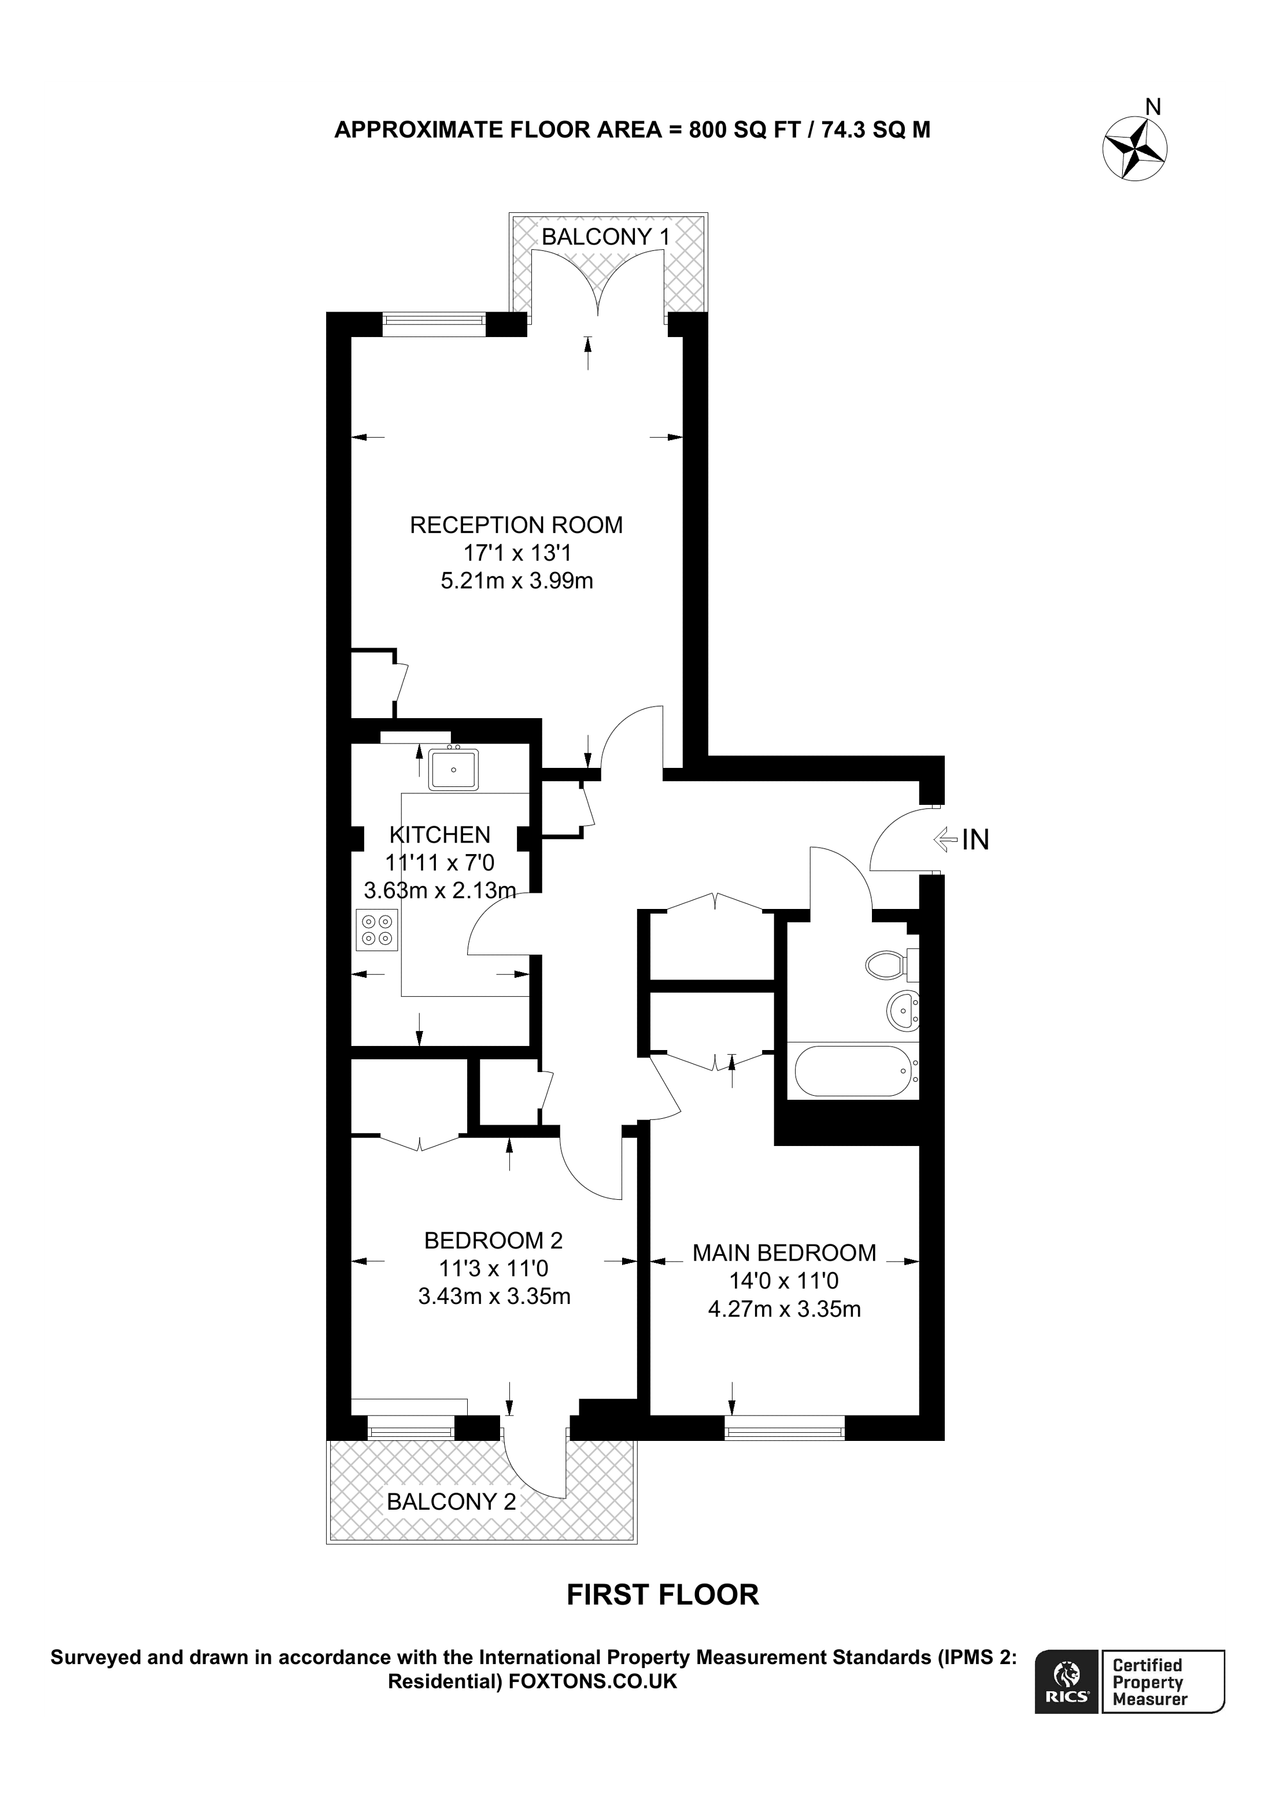 APPROXIMATE FLOOR AREA = 800 SQ FT / 74.3 SQ M
N
BALCONY 1
RECEPTION ROOM
17'1 x 13'1
5.21m x 3.99m
KITCHEN
11'11 x 7'0
3.63m x 2.13m
IN
BEDROOM 2
11'3 x 11'0
3.43m x 3.35m
MAIN BEDROOM
14'0 x 11'0
4.27m x 3.35m
BALCONY 2
FIRST FLOOR
Surveyed and drawn in accordance with the International Property Measurement Standards (IPMS 2:
Residential) FOXTONS.CO.UK
RICS
Certified
Property
Measurer